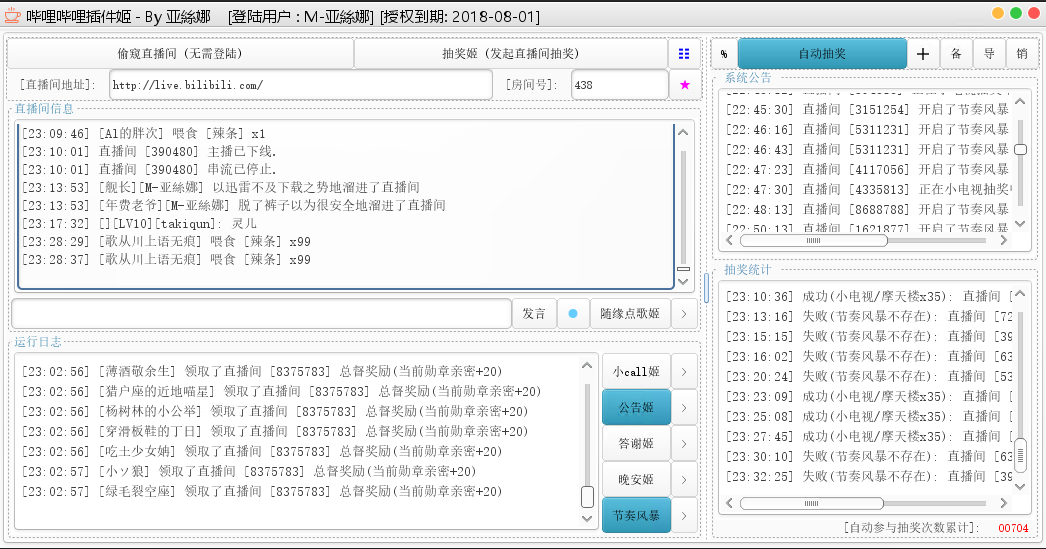 哔哩哔哩插件姬 - By 亚絲娜 [登陆用户 : M-亚絲娜] [授权到期: 2018-08-01]
偷窥直播间 (无需登陆)
抽奖姬 (发起直播间抽奖)
[直播间地址]: http://live.bilibili.com/ [房间号]: 438 ★
直播间信息
[23:09:46] [Al的胖次] 喂食 [辣条] x1
[23:10:01] 直播间 [390480] 主播已下线.
[23:10:01] 直播间 [390480] 串流已停止.
[23:13:53] [舰长][M-亚絲娜] 以迅雷不及下载之势地溜进了直播间
[23:13:53] [年费老爷][M-亚絲娜] 脱了裤子以为很安全地溜进了直播间
[23:17:32] [][LV10][takiqun]: 灵儿
[23:28:29] [歌从川上语无痕] 喂食 [辣条] x99
[23:28:37] [歌从川上语无痕] 喂食 [辣条] x99
发言
随缘点歌姬
>
运行日志
[23:02:56] [薄酒敬余生] 领取了直播间 [8375783] 总督奖励(当前勋章亲密+20)
[23:02:56] [猎户座的近地喵星] 领取了直播间 [8375783] 总督奖励(当前勋章亲密+20)
[23:02:56] [杨树林的小公举] 领取了直播间 [8375783] 总督奖励(当前勋章亲密+20)
[23:02:56] [穿滑板鞋的丁日] 领取了直播间 [8375783] 总督奖励(当前勋章亲密+20)
[23:02:56] [吃土少女妠] 领取了直播间 [8375783] 总督奖励(当前勋章亲密+20)
[23:02:57] [小ソ狼] 领取了直播间 [8375783] 总督奖励(当前勋章亲密+20)
[23:02:57] [绿毛裂空座] 领取了直播间 [8375783] 总督奖励(当前勋章亲密+20)
小call姬 >
公告姬 >
答谢姬 >
晚安姬 >
节奏风暴 >
% 自动抽奖 + 备 导 销
系统公告
[22:45:30] 直播间 [3151254] 开启了节奏风暴
[22:46:16] 直播间 [5311231] 开启了节奏风暴
[22:46:43] 直播间 [5311231] 开启了节奏风暴
[22:47:23] 直播间 [4117056] 开启了节奏风暴
[22:47:30] 直播间 [4335813] 正在小电视抽奖
[22:48:13] 直播间 [8688788] 开启了节奏风暴
[22:50:13] 直播间 [1621877] 开启了节奏风暴
抽奖统计
[23:10:36] 成功(小电视/摩天楼x35): 直播间 [
[23:13:16] 失败(节奏风暴不存在): 直播间 [72
[23:15:15] 失败(节奏风暴不存在): 直播间 [39
[23:16:02] 失败(节奏风暴不存在): 直播间 [63
[23:20:24] 失败(节奏风暴不存在): 直播间 [53
[23:23:09] 成功(小电视/摩天楼x35): 直播间 [
[23:25:08] 成功(小电视/摩天楼x35): 直播间 [
[23:27:45] 成功(小电视/摩天楼x35): 直播间 [
[23:30:10] 失败(节奏风暴不存在): 直播间 [63
[23:32:25] 失败(节奏风暴不存在): 直播间 [39
[自动参与抽奖次数累计]: 00704